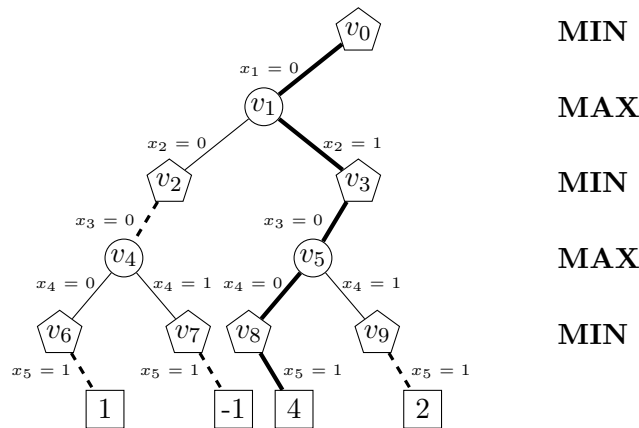 v0 MIN
x1 = 0
v1 MAX
x2 = 0 x2 = 1
v2 v3 MIN
x3 = 0 x3 = 0
v4 v5 MAX
x4 = 0 x4 = 1 x4 = 0 x4 = 1
v6 v7 v8 v9 MIN
x5 = 1 x5 = 1 x5 = 1 x5 = 1
1 -1 4 2